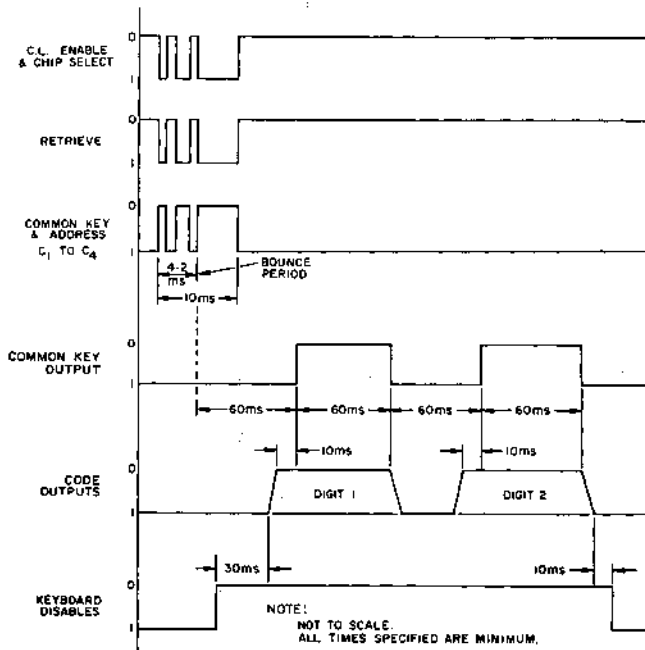 0
C.L. ENABLE
& CHIP SELECT
1
0
RETRIEVE
1
0
COMMON KEY
& ADDRESS
C1 TO C4
1
4-2
ms
BOUNCE
PERIOD
10ms
0
COMMON KEY
OUTPUT
1
60ms 60ms 60ms 60ms
10ms 10ms
0
CODE
OUTPUTS
DIGIT 1 DIGIT 2
1
30ms 10ms
0
KEYBOARD
DISABLES
1
NOTE:
NOT TO SCALE.
ALL TIMES SPECIFIED ARE MINIMUM.